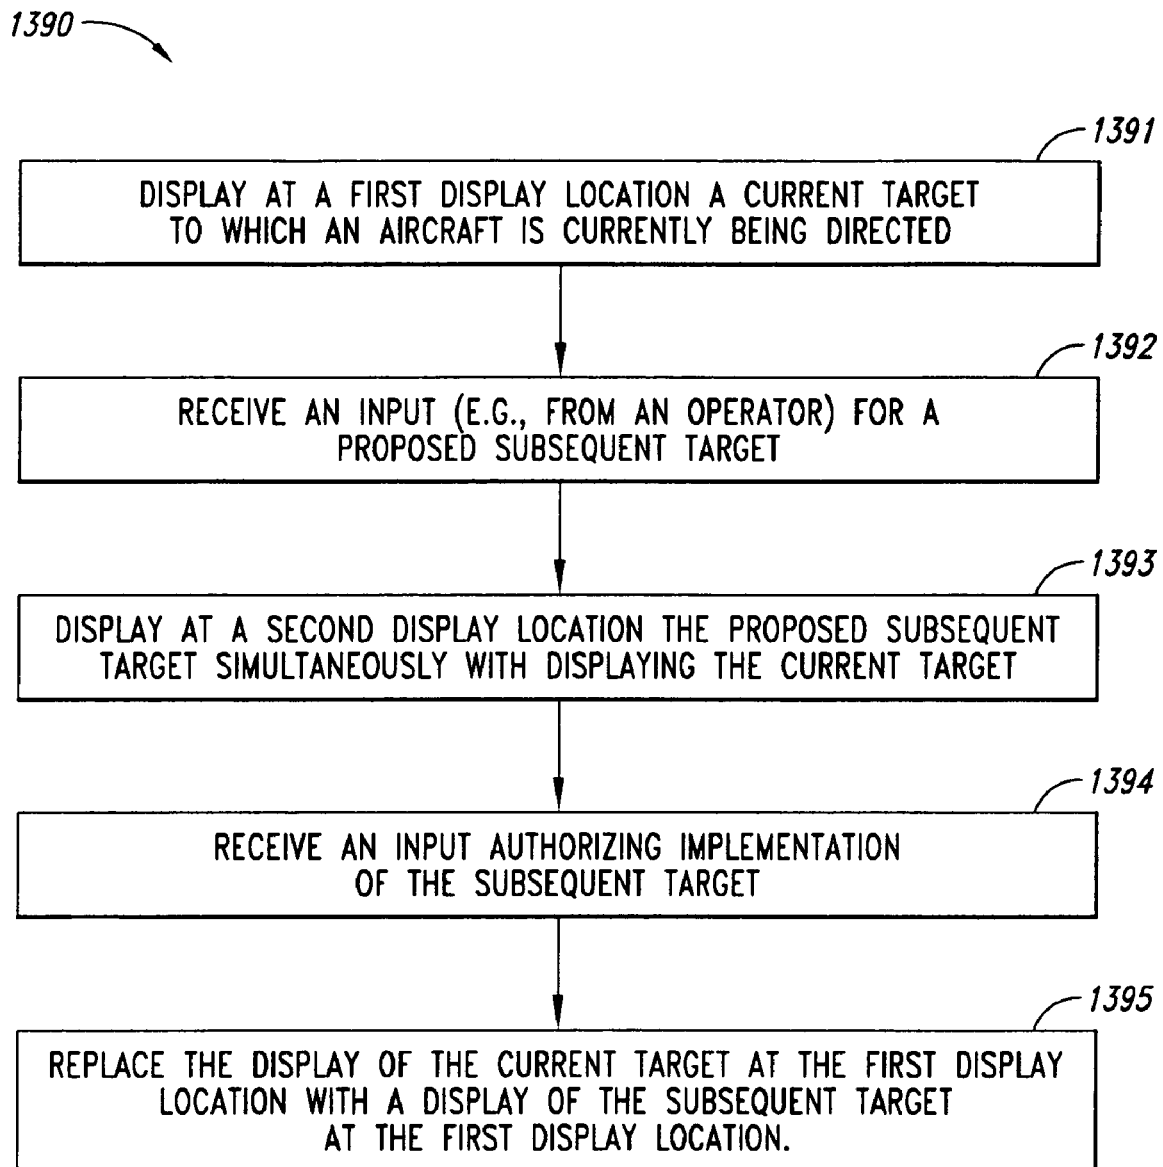 1390
1391
DISPLAY AT A FIRST DISPLAY LOCATION A CURRENT TARGET
TO WHICH AN AIRCRAFT IS CURRENTLY BEING DIRECTED
1392
RECEIVE AN INPUT (E.G., FROM AN OPERATOR) FOR A
PROPOSED SUBSEQUENT TARGET
1393
DISPLAY AT A SECOND DISPLAY LOCATION THE PROPOSED SUBSEQUENT
TARGET SIMULTANEOUSLY WITH DISPLAYING THE CURRENT TARGET
1394
RECEIVE AN INPUT AUTHORIZING IMPLEMENTATION
OF THE SUBSEQUENT TARGET
1395
REPLACE THE DISPLAY OF THE CURRENT TARGET AT THE FIRST DISPLAY
LOCATION WITH A DISPLAY OF THE SUBSEQUENT TARGET
AT THE FIRST DISPLAY LOCATION.